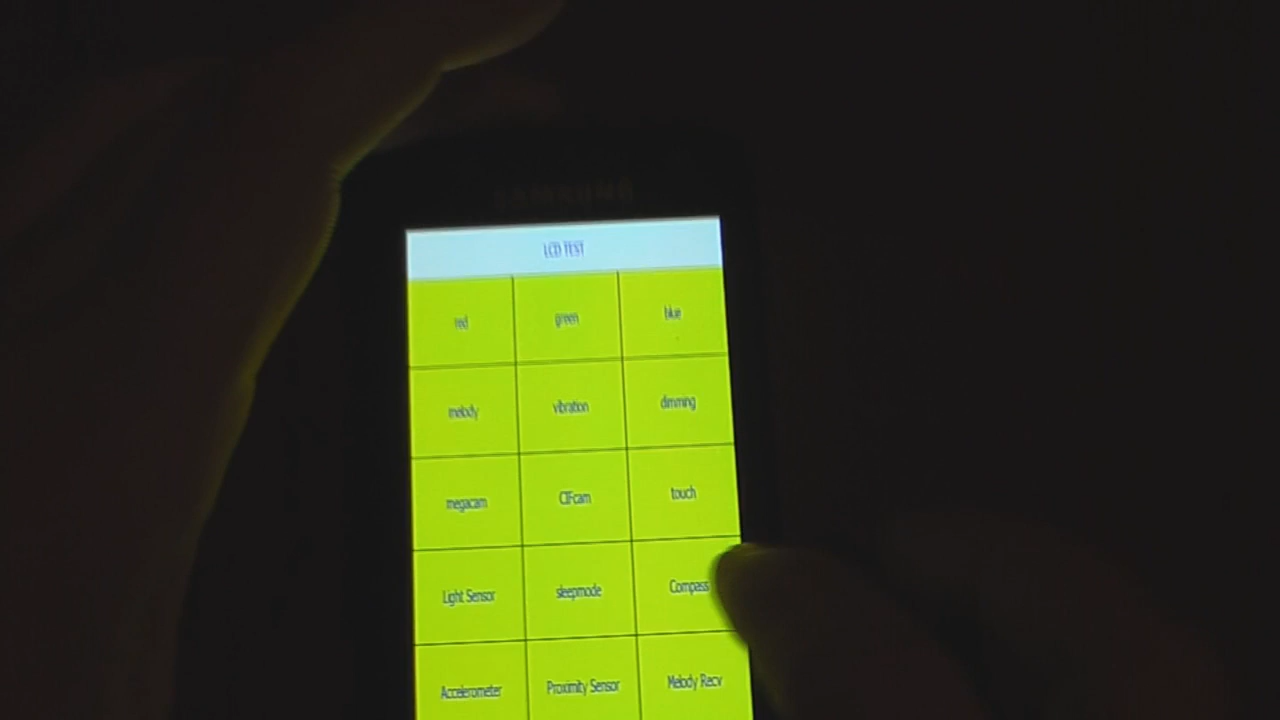 SAMSUNG
LCD TEST
red green blue
melody vibration dimming
megacam CIFcam touch
Light Sensor sleepmode Compass
Accelerometer Proximity Sensor Melody Recv